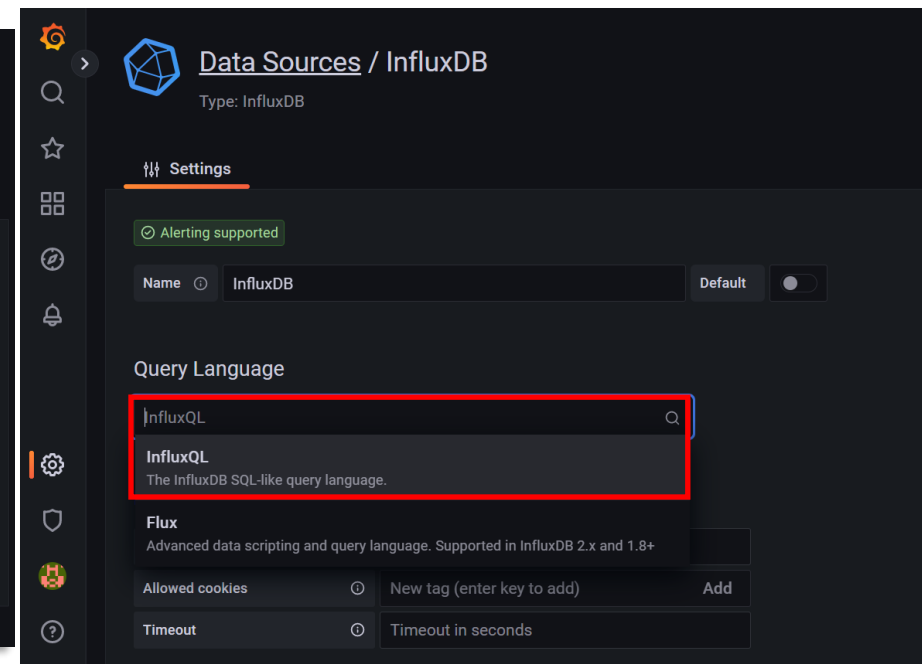 Data Sources / InfluxDB
Type: InfluxDB
Settings
Alerting supported
Name InfluxDB Default
Query Language
InfluxQL
InfluxQL
The InfluxDB SQL-like query language.
Flux
Advanced data scripting and query language. Supported in InfluxDB 2.x and 1.8+
Allowed cookies New tag (enter key to add) Add
Timeout Timeout in seconds